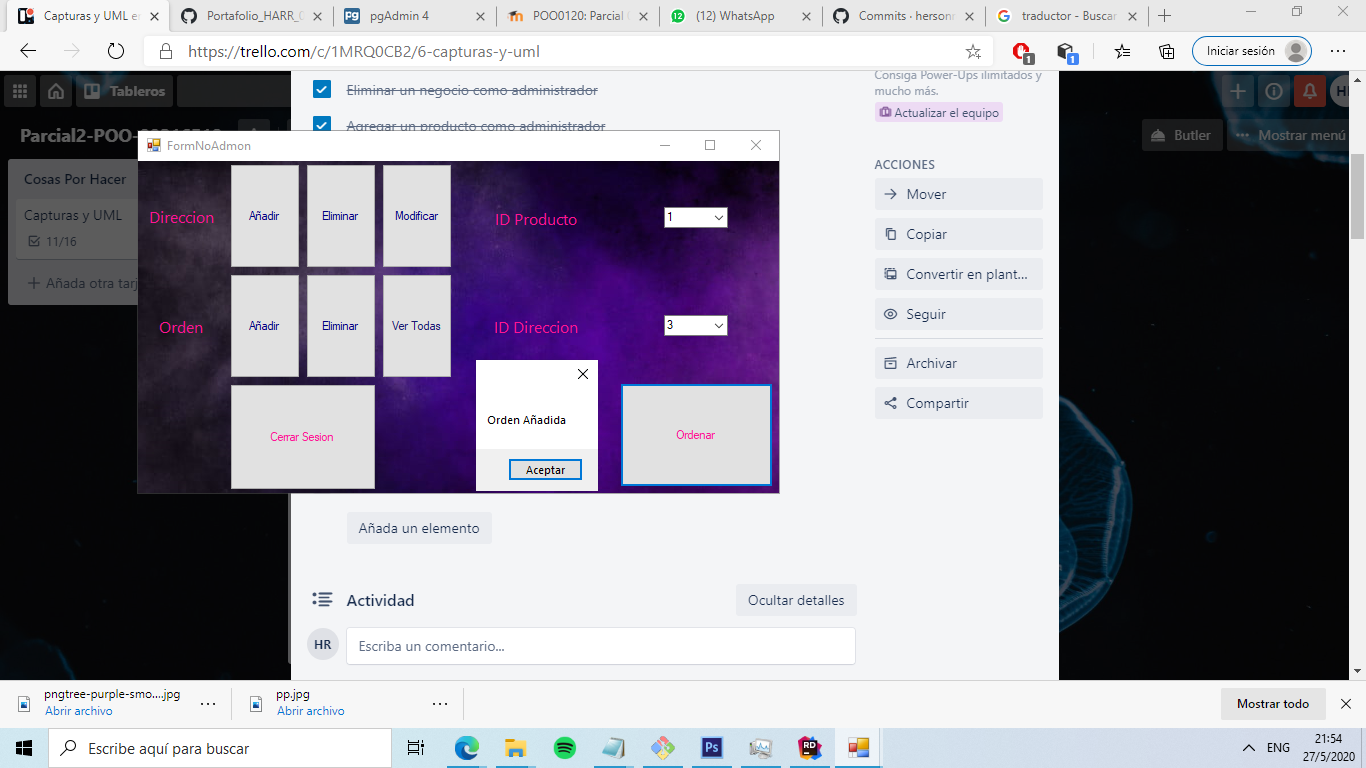 Capturas y UML en
Portafolio_HARR_0
pgAdmin 4
POO0120: Parcial
(12) WhatsApp
Commits · hersonr
traductor - Buscar
https://trello.com/c/1MRQ0CB2/6-capturas-y-uml
1
1
Iniciar sesión
Tableros
Eliminar un negocio como administrador
Agregar un producto como administrador
Consiga Power-Ups ilimitados y
mucho más.
Actualizar el equipo
Parcial2-POO
Butler
Mostrar menú
Cosas Por Hacer
Capturas y UML
11/16
Añada otra tarj
FormNoAdmon
Direccion
Añadir
Eliminar
Modificar
ID Producto
1
Orden
Añadir
Eliminar
Ver Todas
ID Direccion
3
Orden Añadida
Aceptar
Cerrar Sesion
Ordenar
ACCIONES
Mover
Copiar
Convertir en plant...
Seguir
Archivar
Compartir
Añada un elemento
Actividad
Ocultar detalles
HR
Escriba un comentario...
pngtree-purple-smo....jpg
Abrir archivo
pp.jpg
Abrir archivo
Mostrar todo
Escribe aquí para buscar
ENG
21:54
27/5/2020